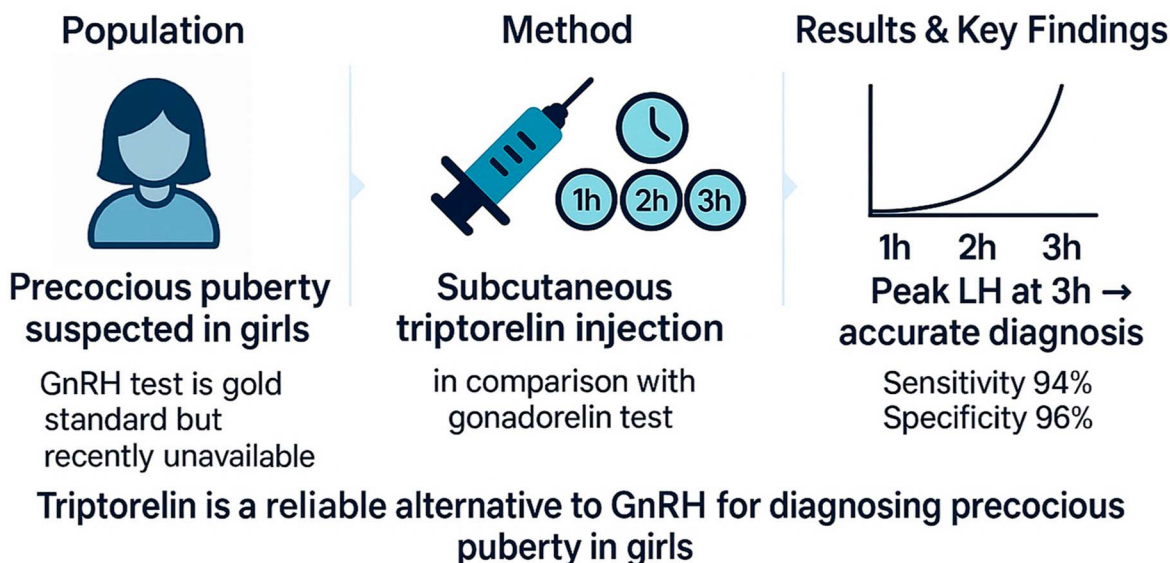 Population
Precocious puberty
suspected in girls
GnRH test is gold
standard but
recently unavailable
Method
1h 2h 3h
Subcutaneous
triptorelin injection
in comparison with
gonadorelin test
Results & Key Findings
1h 2h 3h
Peak LH at 3h →
accurate diagnosis
Sensitivity 94%
Specificity 96%
Triptorelin is a reliable alternative to GnRH for diagnosing precocious
puberty in girls